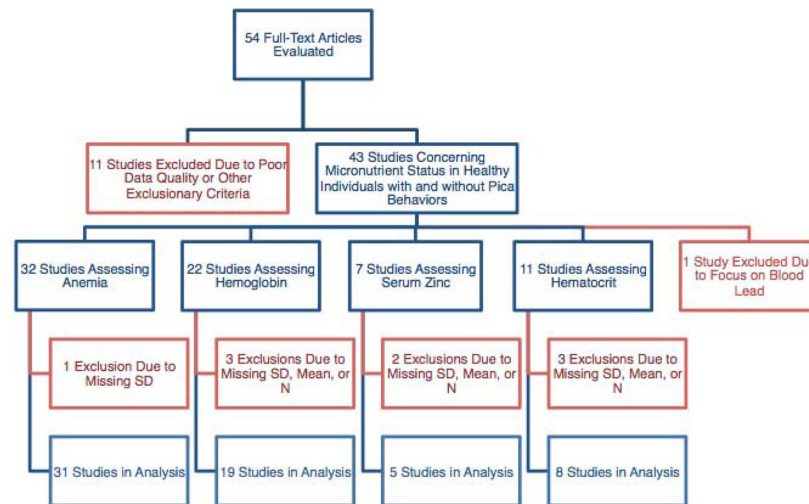 54 Full-Text Articles
Evaluated
11 Studies Excluded Due to Poor
Data Quality or Other
Exclusionary Criteria
43 Studies Concerning
Micronutrient Status in Healthy
Individuals with and without Pica
Behaviors
32 Studies Assessing
Anemia
22 Studies Assessing
Hemoglobin
7 Studies Assessing
Serum Zinc
11 Studies Assessing
Hematocrit
1 Study Excluded Due
to Focus on Blood
Lead
1 Exclusion Due to
Missing SD
3 Exclusions Due to
Missing SD, Mean, or
N
2 Exclusions Due to
Missing SD, Mean, or
N
3 Exclusions Due to
Missing SD, Mean, or
N
31 Studies in Analysis
19 Studies in Analysis
5 Studies in Analysis
8 Studies in Analysis